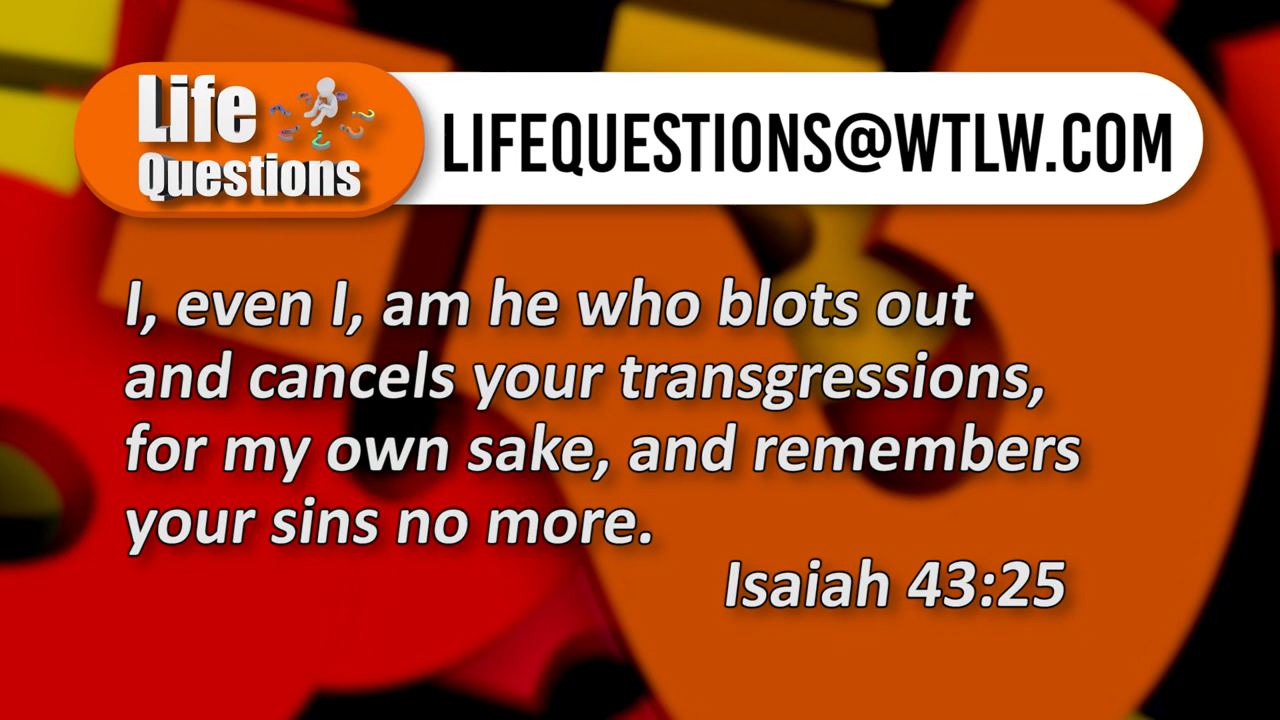 Life
Questions
LIFEQUESTIONS@WTLW.COM
I, even I, am he who blots out
and cancels your transgressions,
for my own sake, and remembers
your sins no more.
Isaiah 43:25